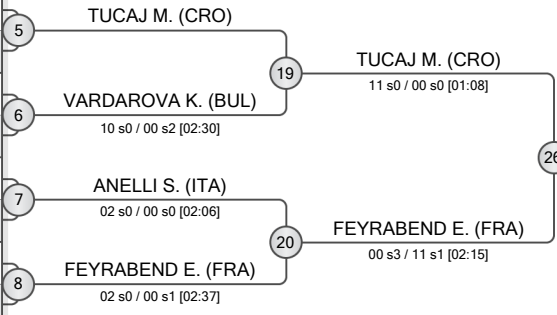 TUCAJ M. (CRO)
5
19
TUCAJ M. (CRO)
11 s0 / 00 s0 [01:08]
6
VARDAROVA K. (BUL)
10 s0 / 00 s2 [02:30]
26
7
ANELLI S. (ITA)
02 s0 / 00 s0 [02:06]
20
FEYRABEND E. (FRA)
00 s3 / 11 s1 [02:15]
8
FEYRABEND E. (FRA)
02 s0 / 00 s1 [02:37]